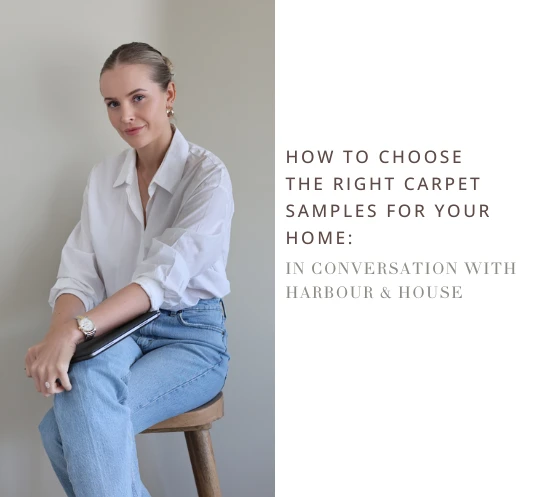 HOW TO CHOOSE
THE RIGHT CARPET
SAMPLES FOR YOUR
HOME:
IN CONVERSATION WITH
HARBOUR & HOUSE